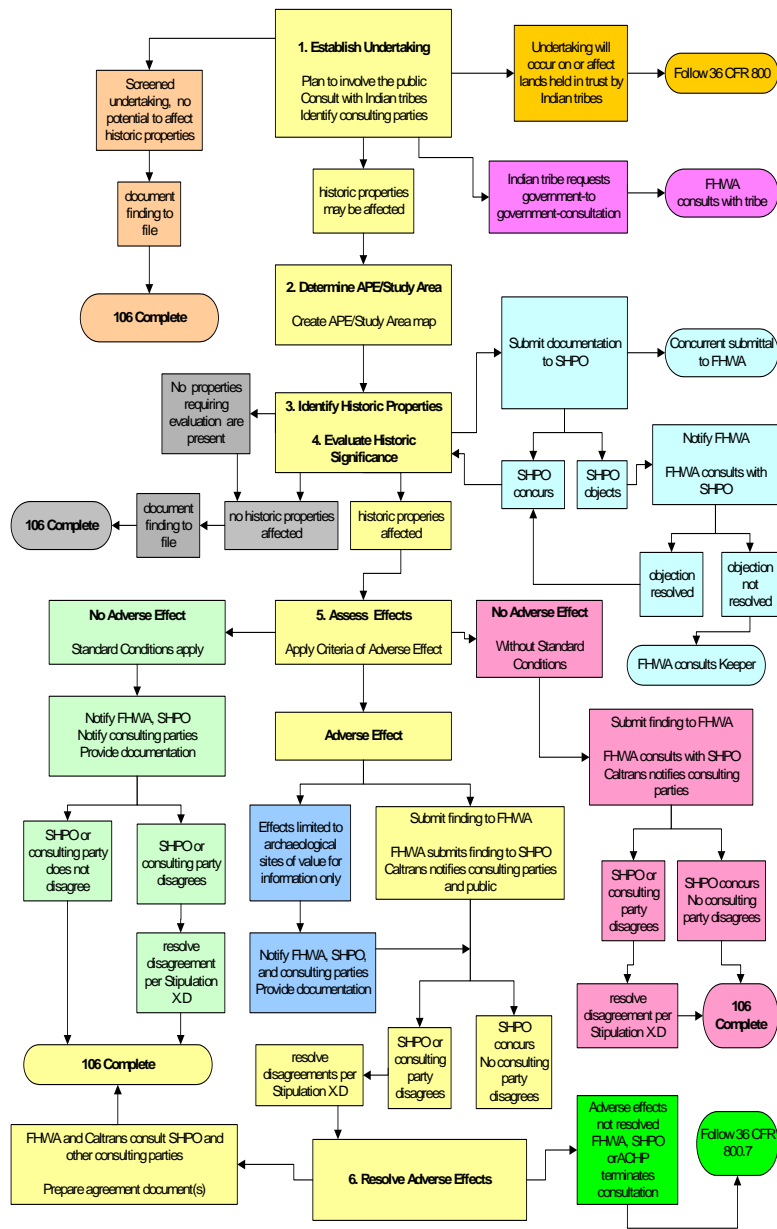 1. Establish Undertaking
Plan to involve the public
Consult with Indian tribes
Identify consulting parties
Undertaking will
occur on or affect
lands held in trust by
Indian tribes
Follow 36 CFR 800
Screened
undertaking, no
potential to affect
historic properties
document
finding to
file
106 Complete
historic properties
may be affected
Indian tribe requests
government-to
government-consultation
FHWA
consults with tribe
2. Determine APE/Study Area
Create APE/Study Area map
Submit documentation
to SHPO
Concurrent submittal
to FHWA
No properties
requiring
evaluation are
present
3. Identify Historic Properties
4. Evaluate Historic
Significance
SHPO
concurs
SHPO
objects
Notify FHWA
FHWA consults with
SHPO
106 Complete
document
finding to
file
no historic properties
affected
historic properies
affected
objection
resolved
objection
not
resolved
FHWA consults Keeper
No Adverse Effect
Standard Conditions apply
5. Assess Effects
Apply Criteria of Adverse Effect
No Adverse Effect
Without Standard
Conditions
Notify FHWA, SHPO
Notify consulting parties
Provide documentation
Adverse Effect
Submit finding to FHWA
FHWA consults with SHPO
Caltrans notifies consulting
parties
SHPO or
consulting party
does not
disagree
SHPO or
consulting party
disagrees
Effects limited to
archaeological
sites of value for
information only
Submit finding to FHWA
FHWA submits finding to SHPO
Caltrans notifies consulting parties
and public
SHPO or
consulting
party
disagrees
SHPO concurs
No consulting
party disagrees
resolve
disagreement
per Stipulation
X.D
Notify FHWA, SHPO,
and consulting parties
Provide documentation
resolve
disagreement per
Stipulation X.D
106
Complete
106 Complete
resolve
disagreements per
Stipulation X.D
SHPO or
consulting
party
disagrees
SHPO
concurs
No consulting
party
disagrees
FHWA and Caltrans consult SHPO and
other consulting parties
Prepare agreement document(s)
6. Resolve Adverse Effects
Adverse effects
not resolved
FHWA, SHPO
orACHP
terminates
consultation
Follow 36 CFR
800.7